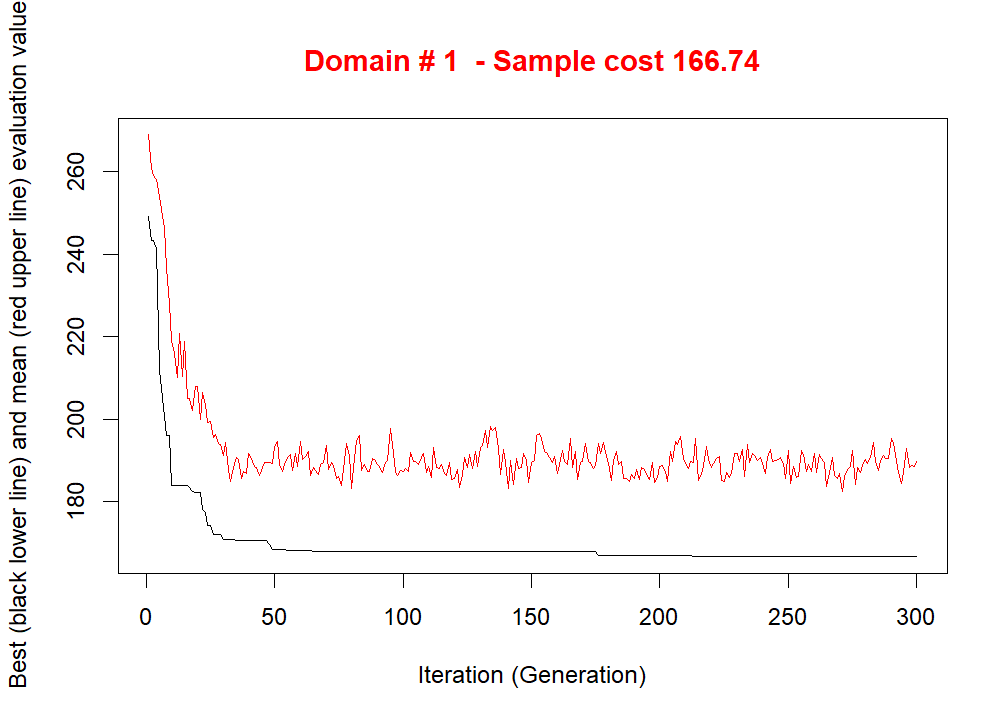 Domain # 1  - Sample cost 166.74
Best (black lower line) and mean (red upper line) evaluation value
260
240
220
200
180
0 50 100 150 200 250 300
Iteration (Generation)